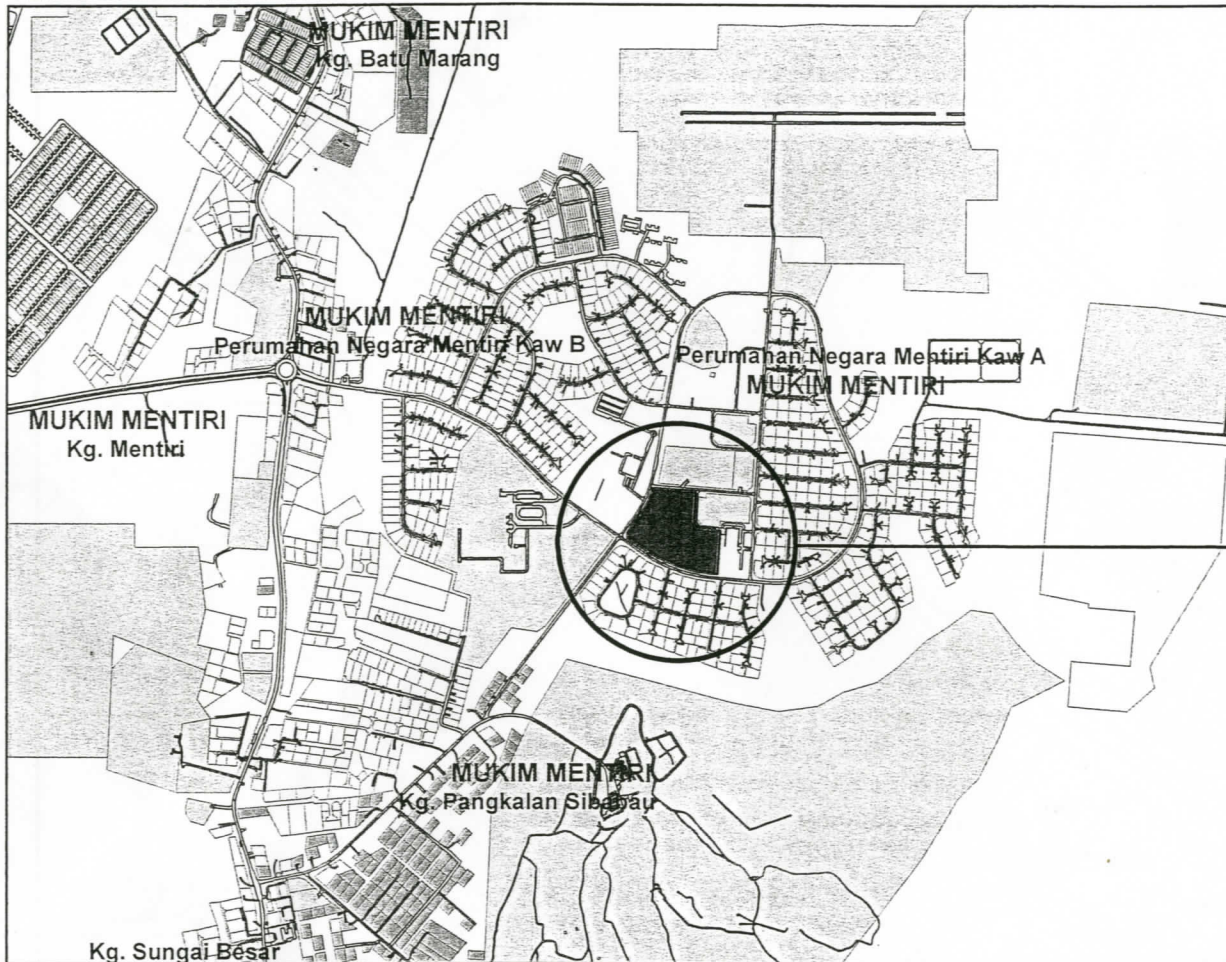 MUKIM MENTIRI
Kg. Batu Marang
MUKIM MENTIRI
Perumahan Negara Mentiri Kaw B
Perumahan Negara Mentiri Kaw A
MUKIM MENTIRI
MUKIM MENTIRI
Kg. Mentiri
MUKIM MENTIRI
Kg. Pangkalan Sibabau
Kg. Sungai Besar